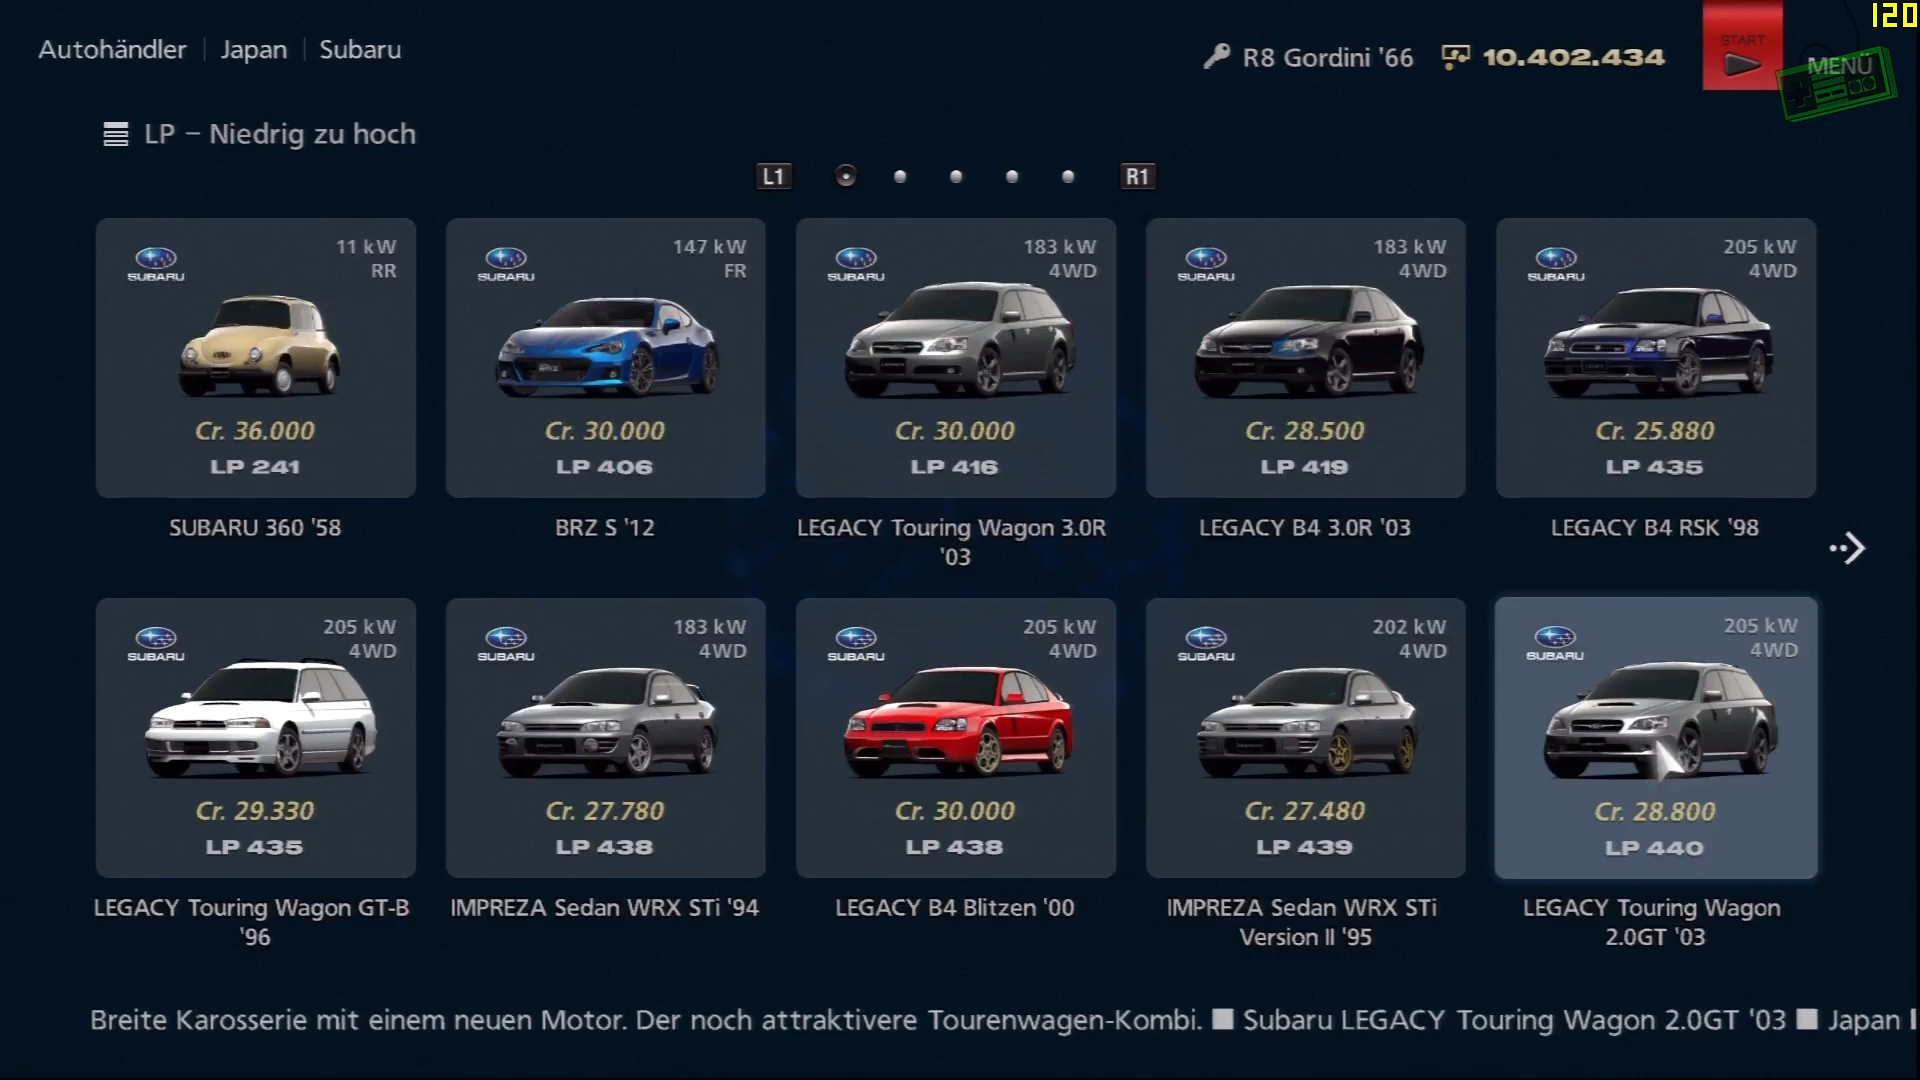 120
Autohändler | Japan | Subaru
R8 Gordini '66
10.402.434
START
MENÜ
LP – Niedrig zu hoch
L1
R1
SUBARU
11 kW
RR
Cr. 36.000
LP 241
SUBARU 360 '58
SUBARU
147 kW
FR
Cr. 30.000
LP 406
BRZ S '12
SUBARU
183 kW
4WD
Cr. 30.000
LP 416
LEGACY Touring Wagon 3.0R
'03
SUBARU
183 kW
4WD
Cr. 28.500
LP 419
LEGACY B4 3.0R '03
SUBARU
205 kW
4WD
Cr. 25.880
LP 435
LEGACY B4 RSK '98
SUBARU
205 kW
4WD
Cr. 29.330
LP 435
LEGACY Touring Wagon GT-B
'96
SUBARU
183 kW
4WD
Cr. 27.780
LP 438
IMPREZA Sedan WRX STi '94
SUBARU
205 kW
4WD
Cr. 30.000
LP 438
LEGACY B4 Blitzen '00
SUBARU
202 kW
4WD
Cr. 27.480
LP 439
IMPREZA Sedan WRX STi
Version II '95
SUBARU
205 kW
4WD
Cr. 28.800
LP 440
LEGACY Touring Wagon
2.0GT '03
Breite Karosserie mit einem neuen Motor. Der noch attraktivere Tourenwagen-Kombi. ■ Subaru LEGACY Touring Wagon 2.0GT '03 ■ Japan